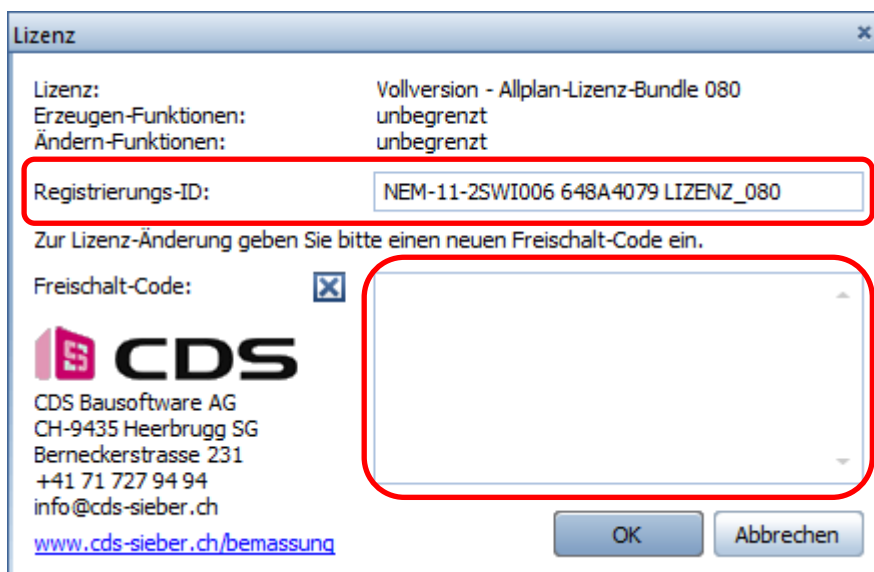 Lizenz
Lizenz: Vollversion - Allplan-Lizenz-Bundle 080
Erzeugen-Funktionen: unbegrenzt
Ändern-Funktionen: unbegrenzt
Registrierungs-ID: NEM-11-2SWI006 648A4079 LIZENZ_080
Zur Lizenz-Änderung geben Sie bitte einen neuen Freischalt-Code ein.
Freischalt-Code:
CDS
CDS Bausoftware AG
CH-9435 Heerbrugg SG
Berneckerstrasse 231
+41 71 727 94 94
info@cds-sieber.ch
www.cds-sieber.ch/bemassung
OK Abbrechen